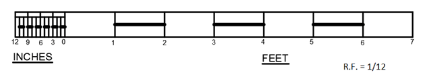 12 9 6 3 0 1 2 3 4 5 6 7
INCHES FEET
R.F. = 1/12